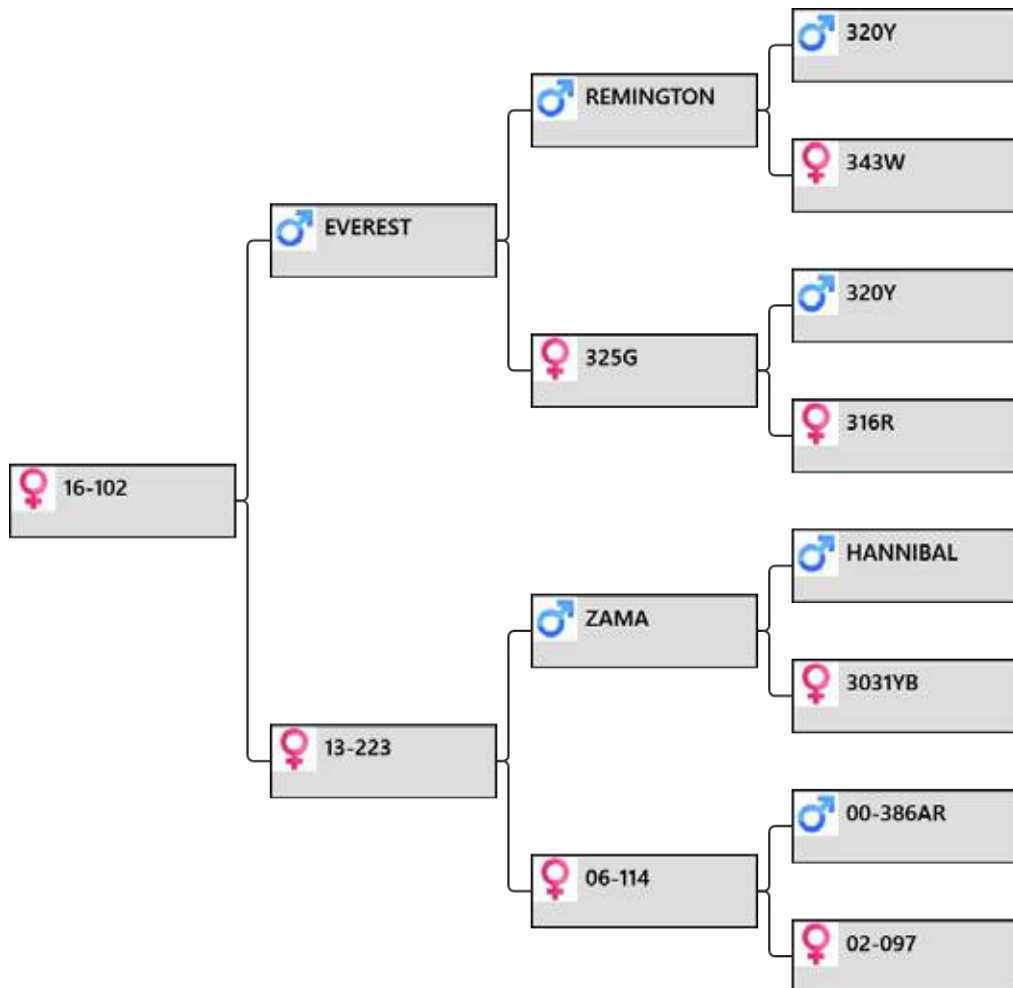 320Y
REMINGTON
343W
EVEREST
320Y
325G
316R
16-102
HANNIBAL
ZAMA
3031YB
13-223
00-386AR
06-114
02-097